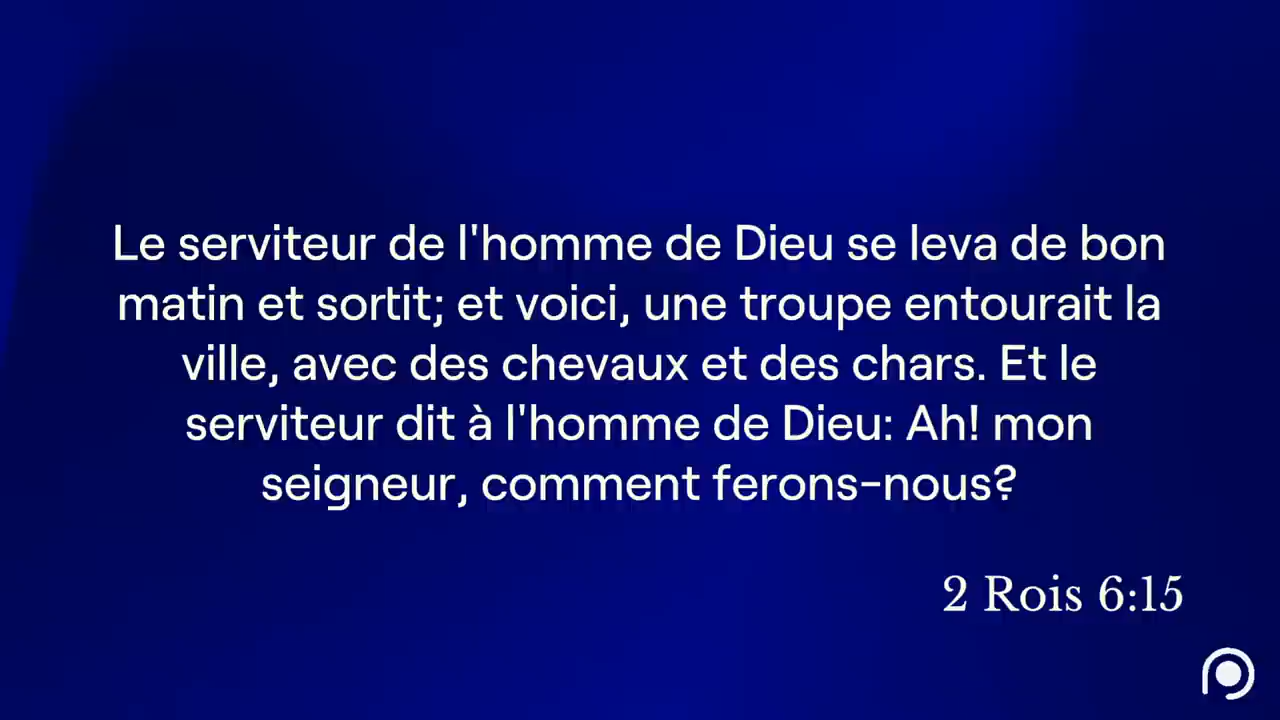 Le serviteur de l'homme de Dieu se leva de bon
matin et sortit; et voici, une troupe entourait la
ville, avec des chevaux et des chars. Et le
serviteur dit à l'homme de Dieu: Ah! mon
seigneur, comment ferons-nous?
2 Rois 6:15